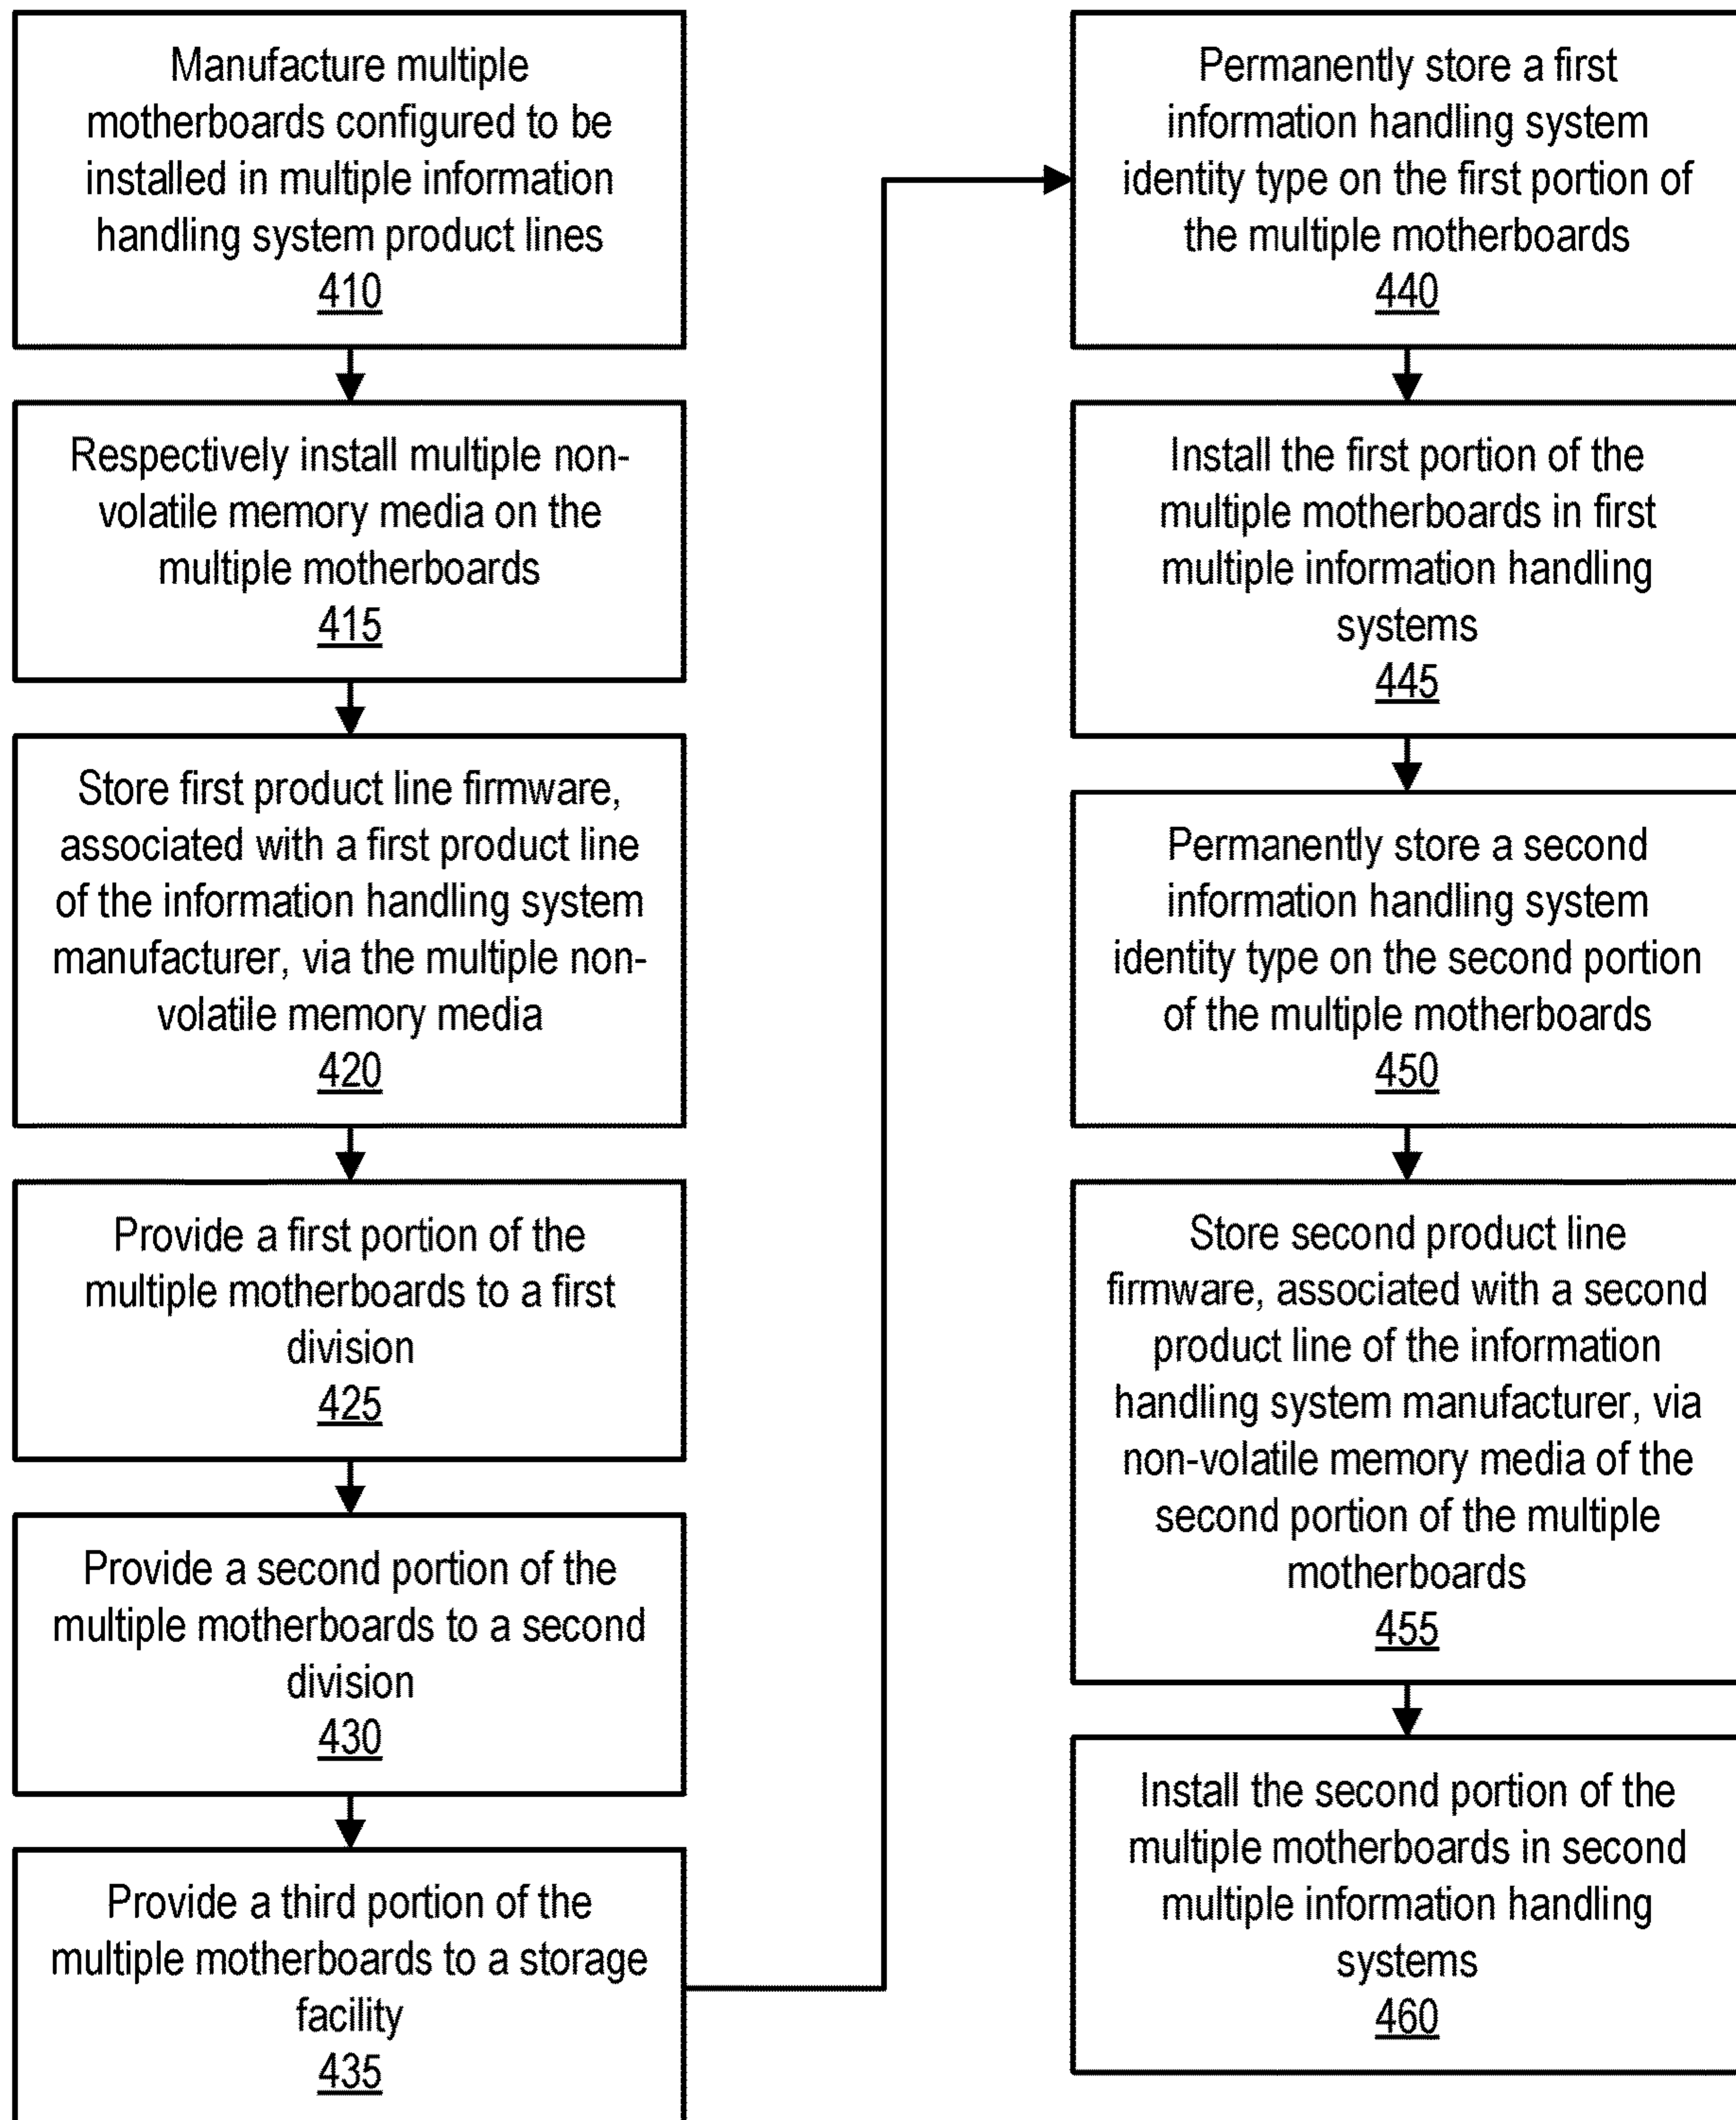 Manufacture multiple
motherboards configured to be
installed in multiple information
handling system product lines
410
Respectively install multiple non-
volatile memory media on the
multiple motherboards
415
Store first product line firmware,
associated with a first product line
of the information handling system
manufacturer, via the multiple non-
volatile memory media
420
Provide a first portion of the
multiple motherboards to a first
division
425
Provide a second portion of the
multiple motherboards to a second
division
430
Provide a third portion of the
multiple motherboards to a storage
facility
435
Permanently store a first
information handling system
identity type on the first portion of
the multiple motherboards
440
Install the first portion of the
multiple motherboards in first
multiple information handling
systems
445
Permanently store a second
information handling system
identity type on the second portion
of the multiple motherboards
450
Store second product line
firmware, associated with a second
product line of the information
handling system manufacturer, via
non-volatile memory media of the
second portion of the multiple
motherboards
455
Install the second portion of the
multiple motherboards in second
multiple information handling
systems
460